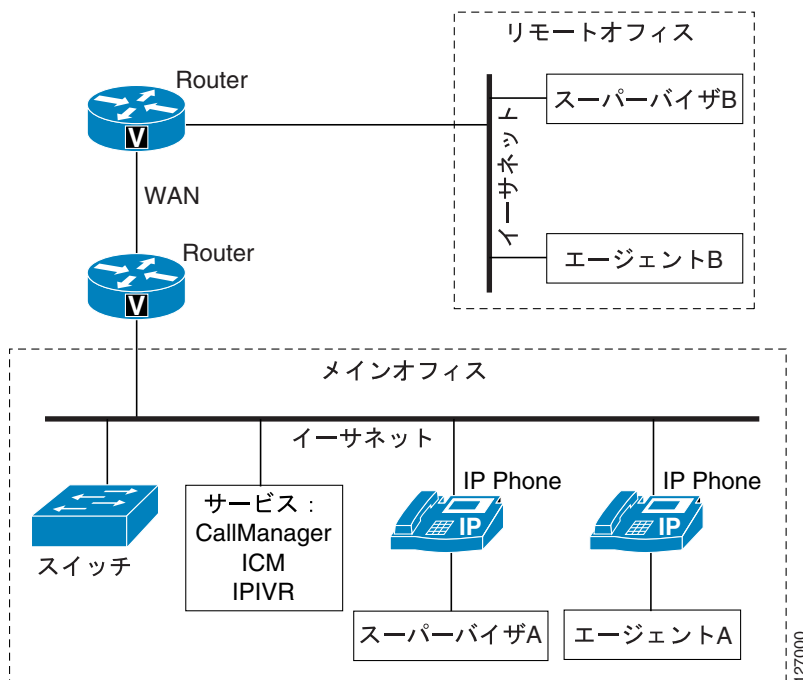 リモートオフィス
Router
スーパーバイザB
イーサネット
WAN
Router
エージェントB
V
V
メインオフィス
イーサネット
IP Phone
IP Phone
サービス：
CallManager
ICM
IPIVR
IP
IP
スイッチ
スーパーバイザA
エージェントA
127000